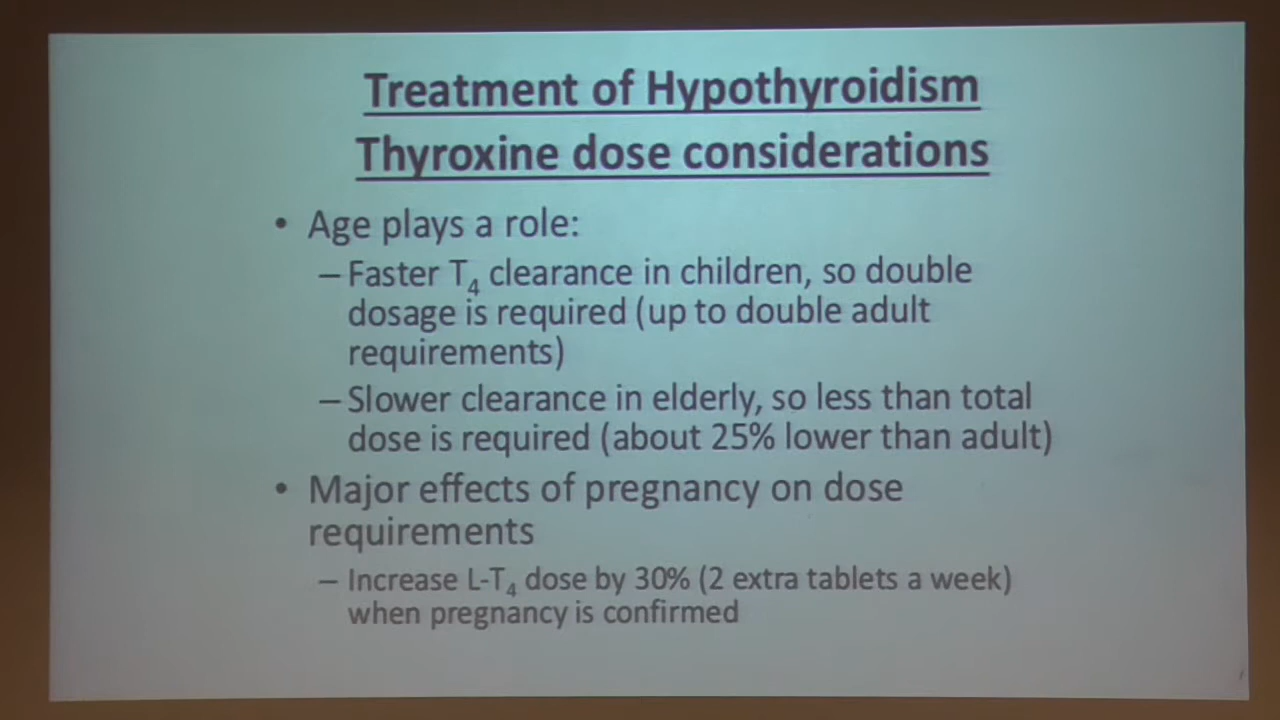 Treatment of Hypothyroidism
Thyroxine dose considerations
• Age plays a role:
– Faster T₄ clearance in children, so double
dosage is required (up to double adult
requirements)
– Slower clearance in elderly, so less than total
dose is required (about 25% lower than adult)
• Major effects of pregnancy on dose
requirements
– Increase L-T₄ dose by 30% (2 extra tablets a week)
when pregnancy is confirmed